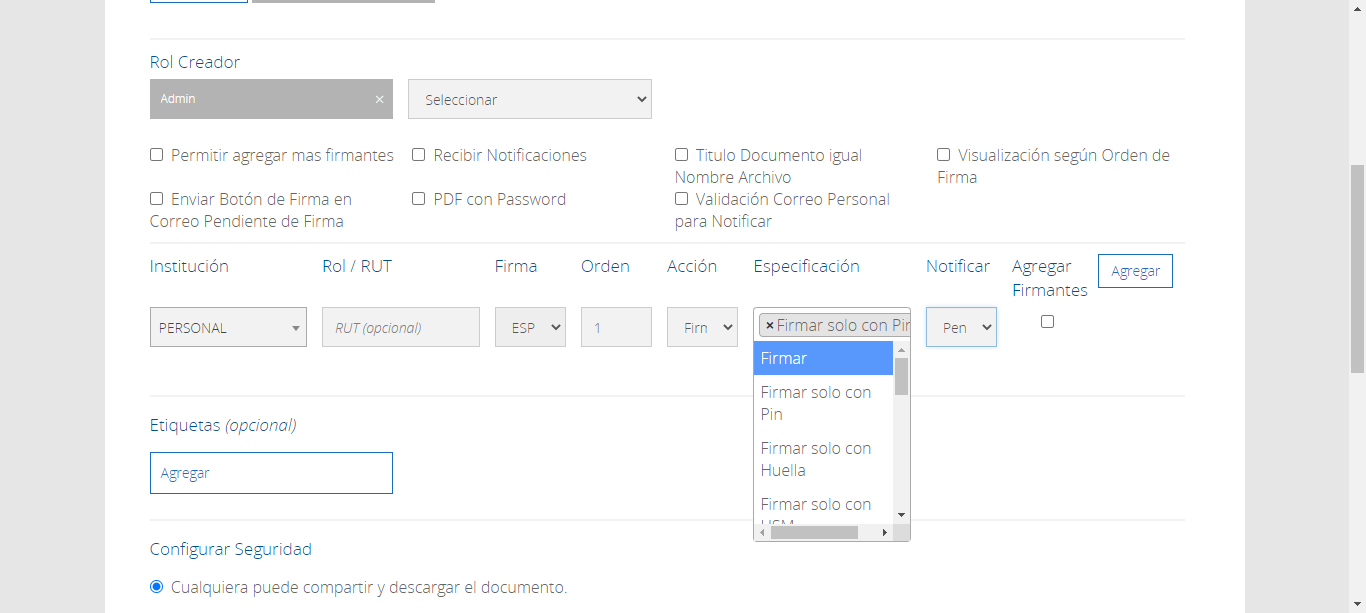 Rol Creador
Admin ×
Seleccionar
Permitir agregar mas firmantes
Recibir Notificaciones
Titulo Documento igual
Nombre Archivo
Visualización según Orden de
Firma
Enviar Botón de Firma en
Correo Pendiente de Firma
PDF con Password
Validación Correo Personal
para Notificar
Institución
Rol / RUT
Firma
Orden
Acción
Especificación
Notificar
Agregar
Firmantes
Agregar
PERSONAL
RUT (opcional)
ESP
1
Firn
× Firmar solo con Pin
Pen
Firmar
Firmar solo con
Pin
Firmar solo con
Huella
Firmar solo con
HSM
Etiquetas (opcional)
Agregar
Configurar Seguridad
Cualquiera puede compartir y descargar el documento.